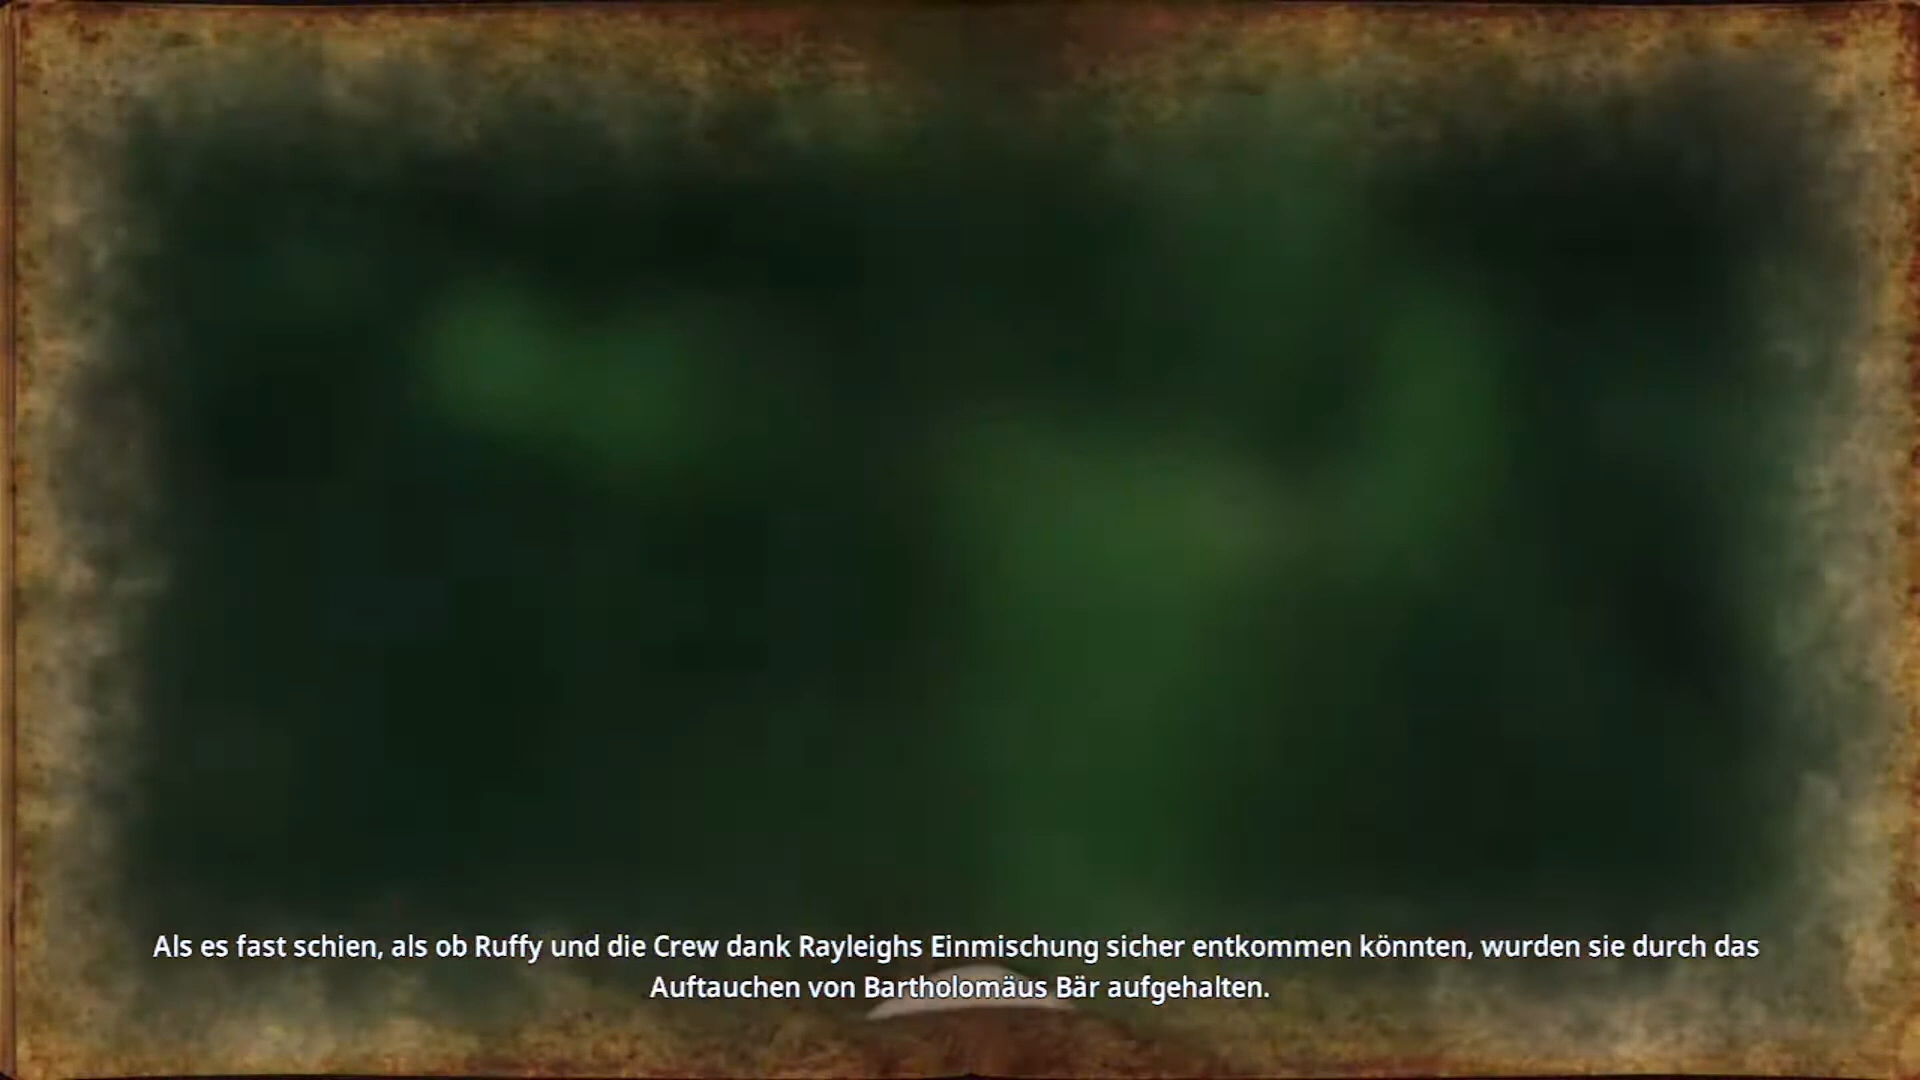 Als es fast schien, als ob Ruffy und die Crew dank Rayleighs Einmischung sicher entkommen könnten, wurden sie durch das
Auftauchen von Bartholomäus Bär aufgehalten.